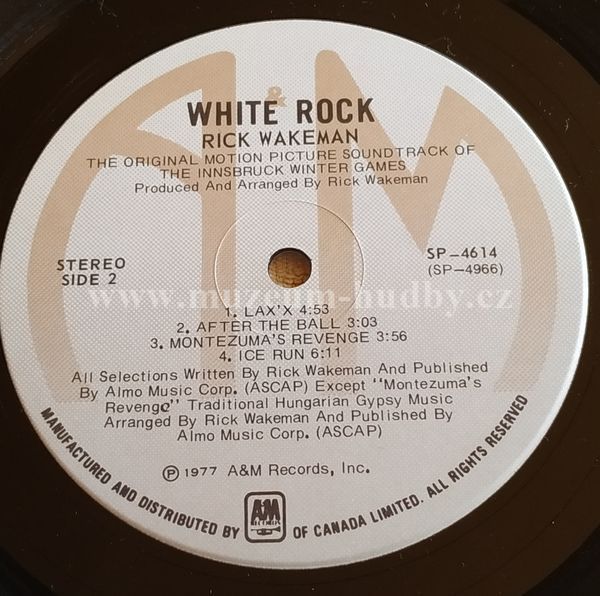 &
WHITE ROCK
RICK WAKEMAN
THE ORIGINAL MOTION PICTURE SOUNDTRACK OF
THE INNSBRUCK WINTER GAMES
Produced And Arranged By Rick Wakeman
STEREO
SIDE 2
SP-4614
(SP-4966)
www.muzeum-hudby.cz
1. LAX'X 4:53
2. AFTER THE BALL 3:03
3. MONTEZUMA'S REVENGE 3:56
4. ICE RUN 6:11
All Selections Written By Rick Wakeman and Published
By Almo Music Corp. (ASCAP) Except "Montezuma's
Revenge" Traditional Hungarian Gypsy Music
Arranged By Rick Wakeman And Published By
Almo Music Corp. (ASCAP)
Ⓟ 1977 A&M Records, Inc.
MANUFACTURED AND DISTRIBUTED BY A&M RECORDS OF CANADA LIMITED. ALL RIGHTS RESERVED